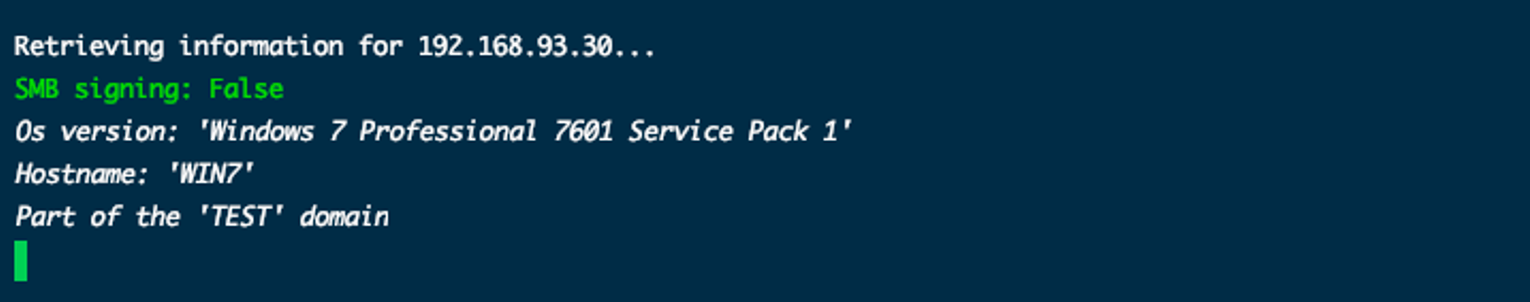 Retrieving information for 192.168.93.30...
SMB signing: False
Os version: 'Windows 7 Professional 7601 Service Pack 1'
Hostname: 'WIN7'
Part of the 'TEST' domain